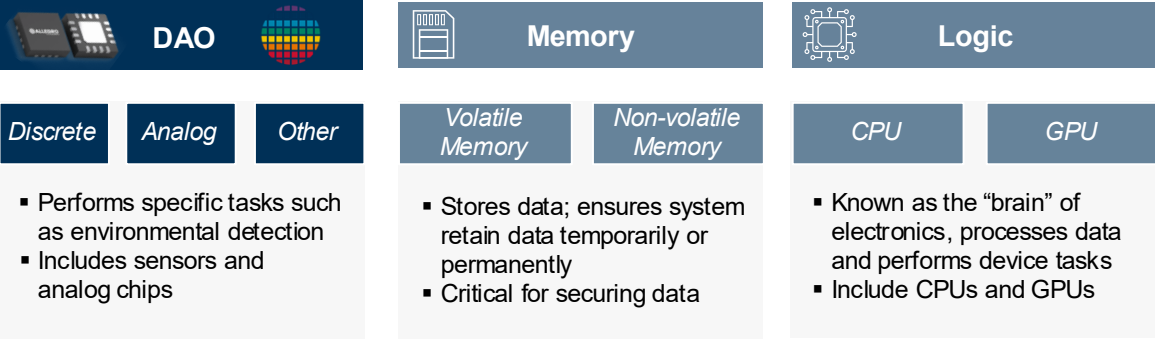 ALLEGRO
DAO
Memory
Logic
Discrete
Analog
Other
Volatile
Memory
Non-volatile
Memory
CPU
GPU
▪ Performs specific tasks such
as environmental detection
▪ Includes sensors and
analog chips
▪ Stores data; ensures system
retain data temporarily or
permanently
▪ Critical for securing data
▪ Known as the “brain” of
electronics, processes data
and performs device tasks
▪ Include CPUs and GPUs